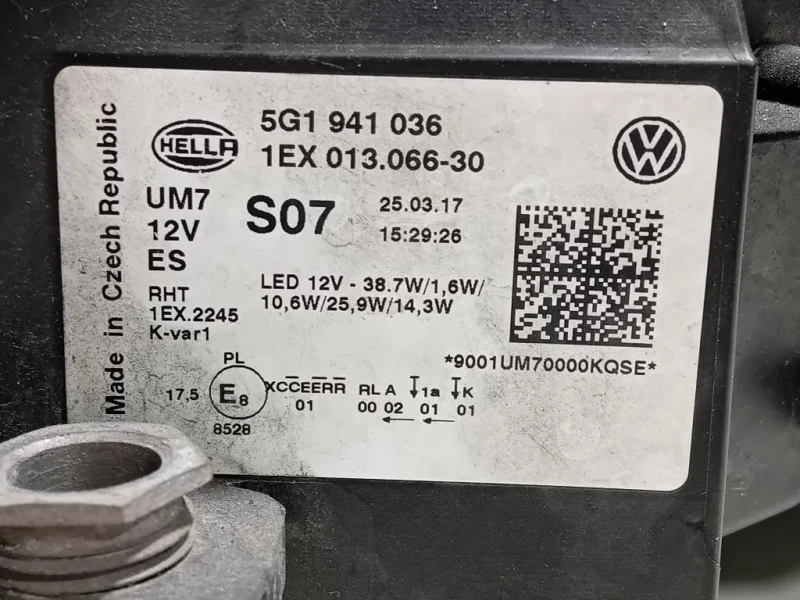 Made in Czech Republic
HELLA
5G1 941 036
1EX 013.066-30
UM7
12V
ES
S07
25.03.17
15:29:26
RHT
1EX.2245
K-var1
LED 12V - 38.7W/1,6W/
10,6W/25,9W/14,3W
*9001UM70000KQSE*
PL
17,5 E8 XCCEERR RL A 1a K
01 00 02 01 01
8528